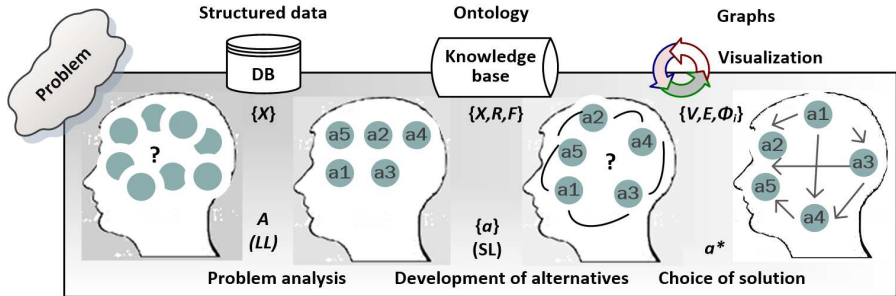 Structured data
Ontology
Graphs
Visualization
Problem
DB
Knowledge
base
{X}
{X,R,F}
{V,E,Φi}
?
a5 a2 a4
a1 a3
a2
a4
a5
?
a1
a3
a1
a2
a3
a5
a4
A
(LL)
{a}
(SL)
a*
Problem analysis
Development of alternatives
Choice of solution